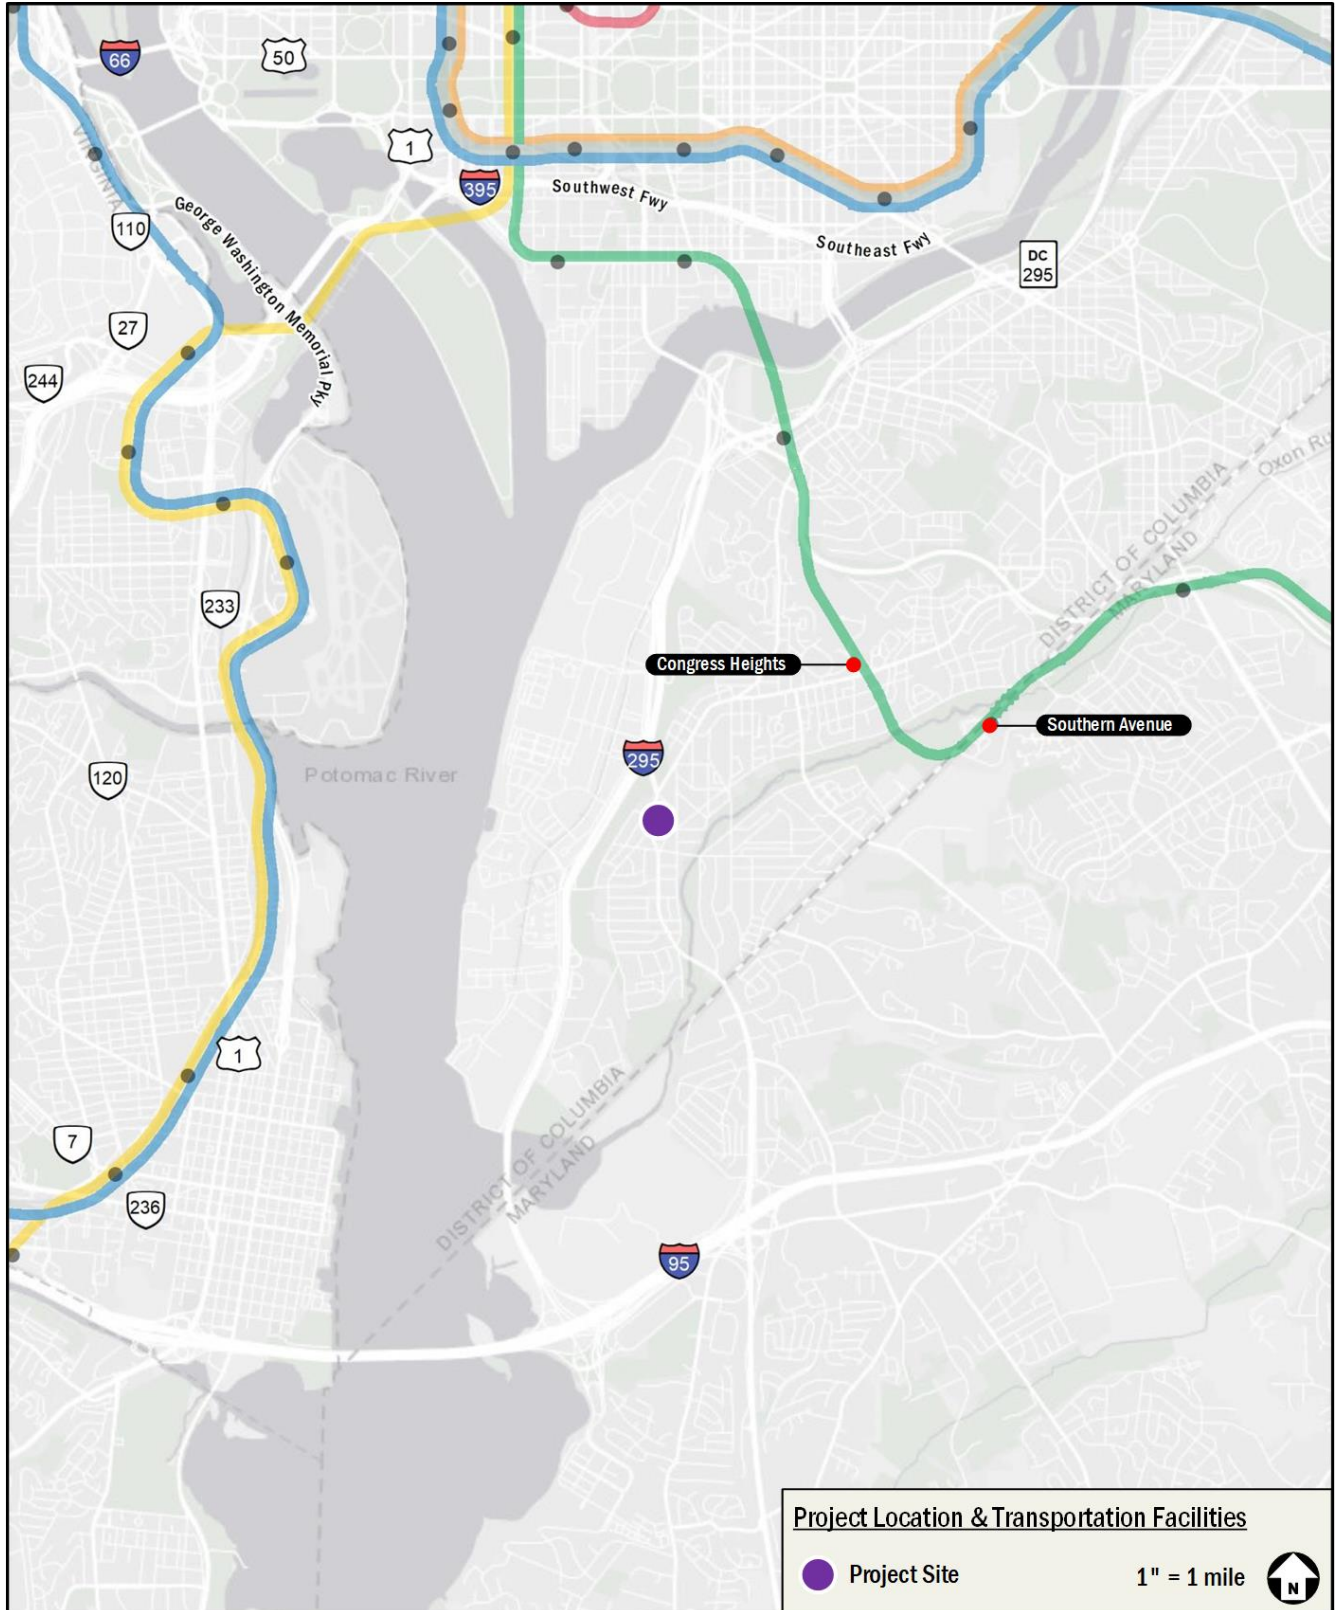 66
50
1
395
Southwest Fwy
VIRGINIA
110
George Washington Memorial Pky
Southeast Fwy
DC
295
27
244
Oxon Ru
DISTRICT OF COLUMBIA
MARYLAND
233
Congress Heights
Southern Avenue
295
Potomac River
120
1
7
236
DISTRICT OF COLUMBIA
MARYLAND
95
Project Location & Transportation Facilities
Project Site
1" = 1 mile
N